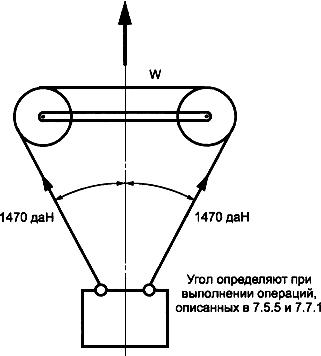 W
1470 даН
1470 даН
Угол определяют при
выполнении операций,
описанных в 7.5.5 и 7.7.1